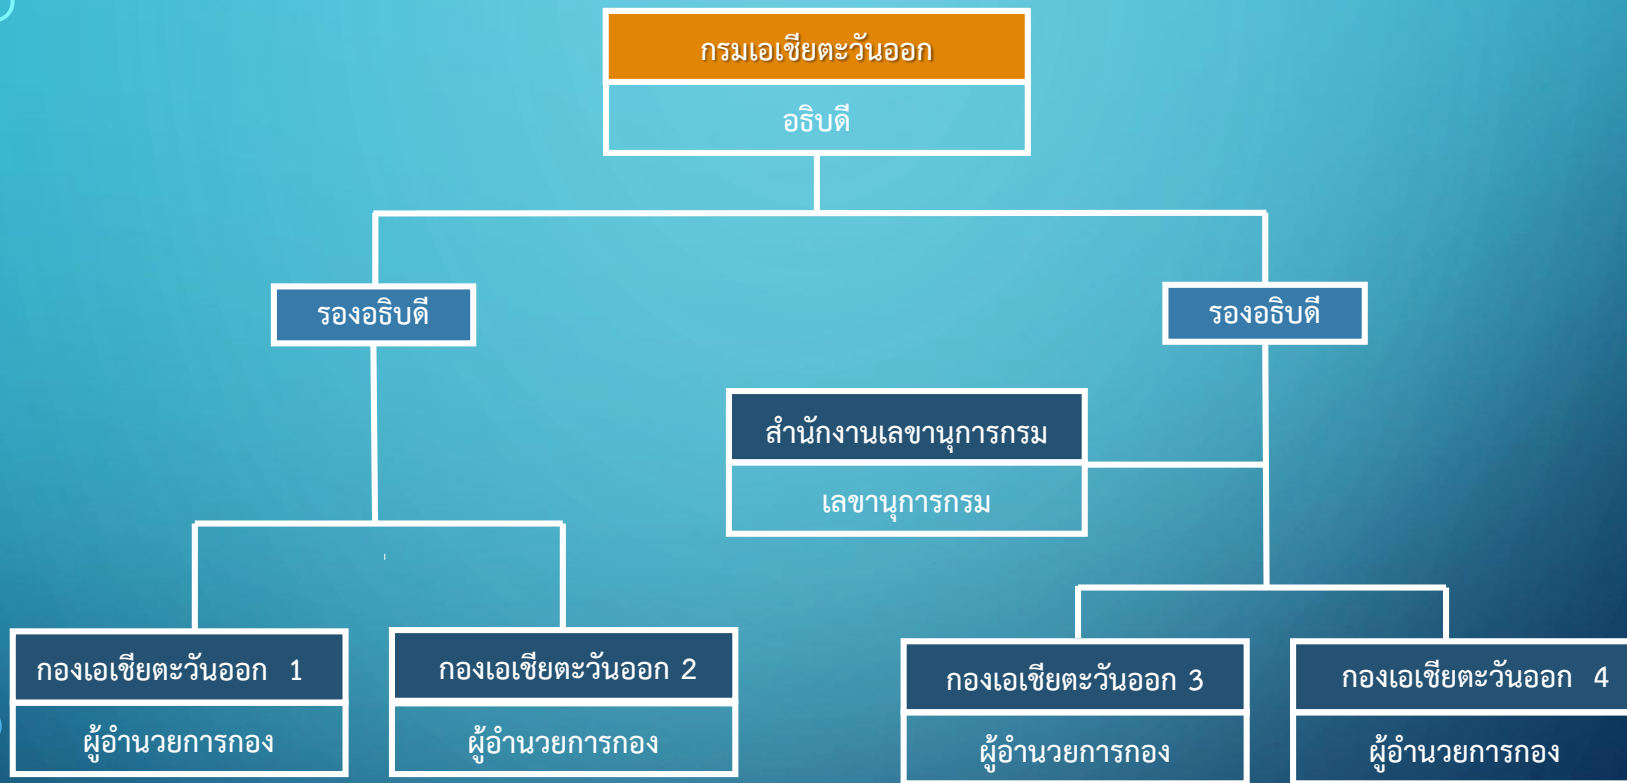 กรมเอเชียตะวันออก
อธิบดี
รองอธิบดี
รองอธิบดี
สำนักงานเลขานุการกรม
เลขานุการกรม
กองเอเชียตะวันออก 1
ผู้อำนวยการกอง
กองเอเชียตะวันออก 2
ผู้อำนวยการกอง
กองเอเชียตะวันออก 3
ผู้อำนวยการกอง
กองเอเชียตะวันออก 4
ผู้อำนวยการกอง